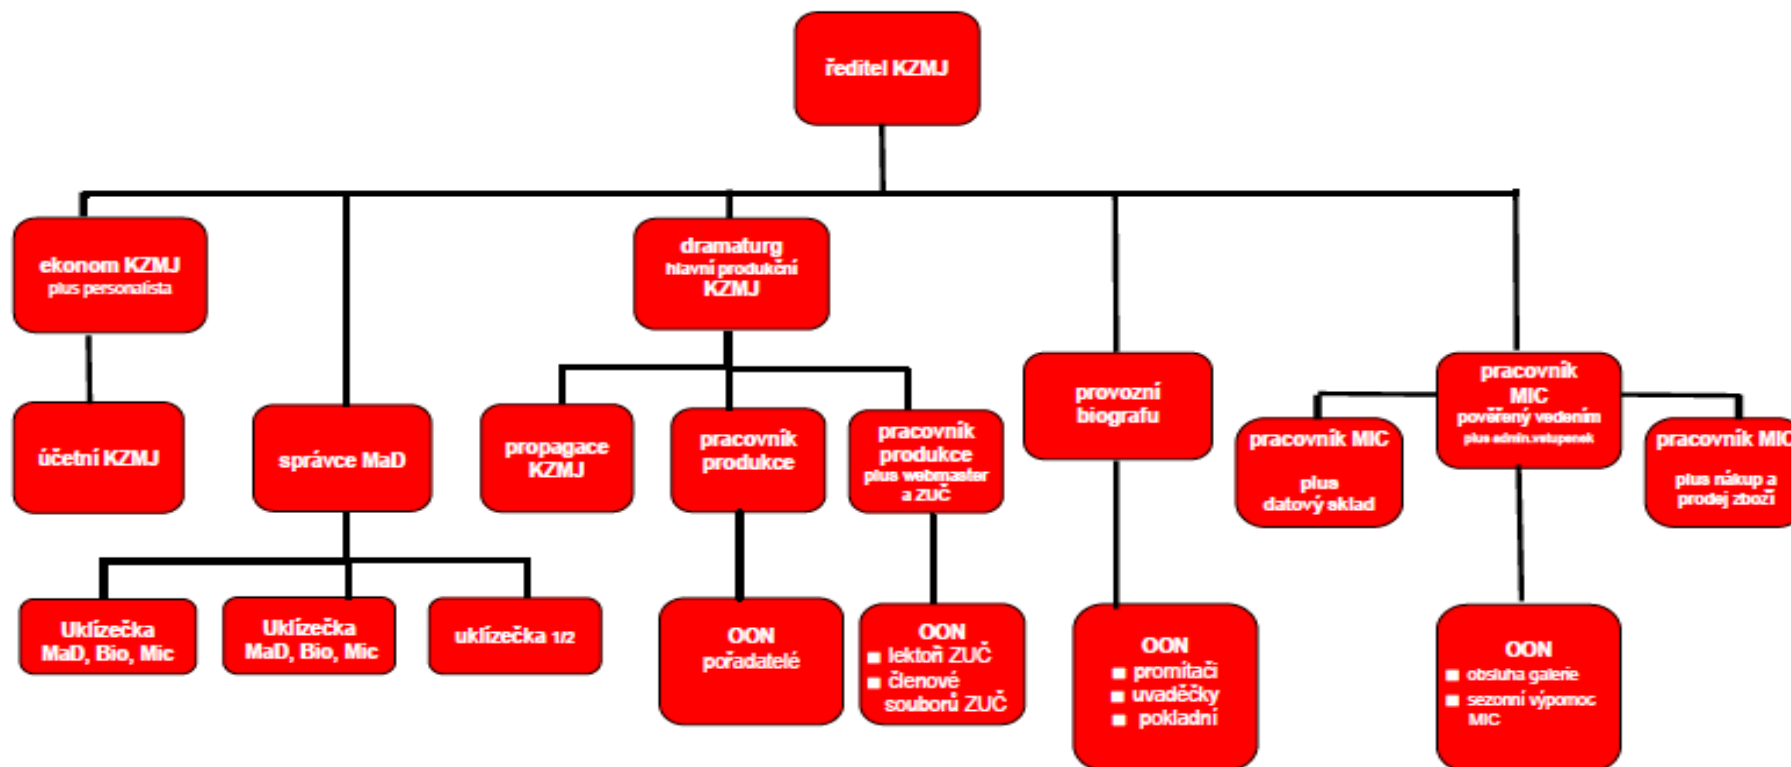 ředitel KZMJ
ekonom KZMJ
plus personalista
dramaturg
hlavní produkční
KZMJ
účetní KZMJ
správce MaD
propagace
KZMJ
pracovník
produkce
pracovník
produkce
plus webmaster
a ZUČ
provozní
biografu
pracovník MIC
plus
datový sklad
pracovník
MIC
pověřený vedením
plus admin.vstupenek
pracovník MIC
plus nákup a
prodej zboží
Uklízečka
MaD, Bio, Mic
Uklízečka
MaD, Bio, Mic
uklízečka 1/2
OON
pořadatelé
OON
■ lektoři ZUČ
■ členové
souborů ZUČ
OON
■ promítači
■ uvaděčky
■ pokladní
OON
■ obsluha galerie
■ sezonní výpomoc
MIC